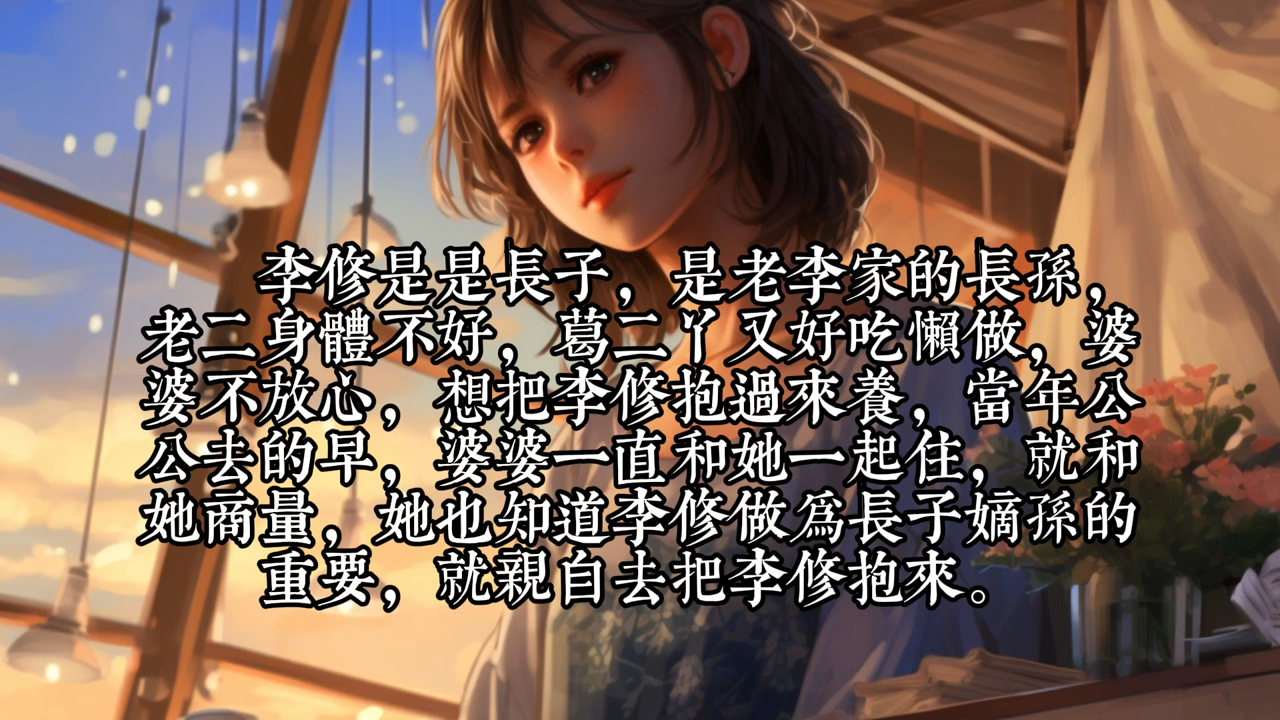 李修是是長子，是老李家的長孫，
老二身體不好，葛二丫又好吃懶做，婆
婆不放心，想把李修抱過來養，當年公
公去的早，婆婆一直和她一起住，就和
她商量，她也知道李修做爲長子嫡孫的
重要，就親自去把李修抱來。